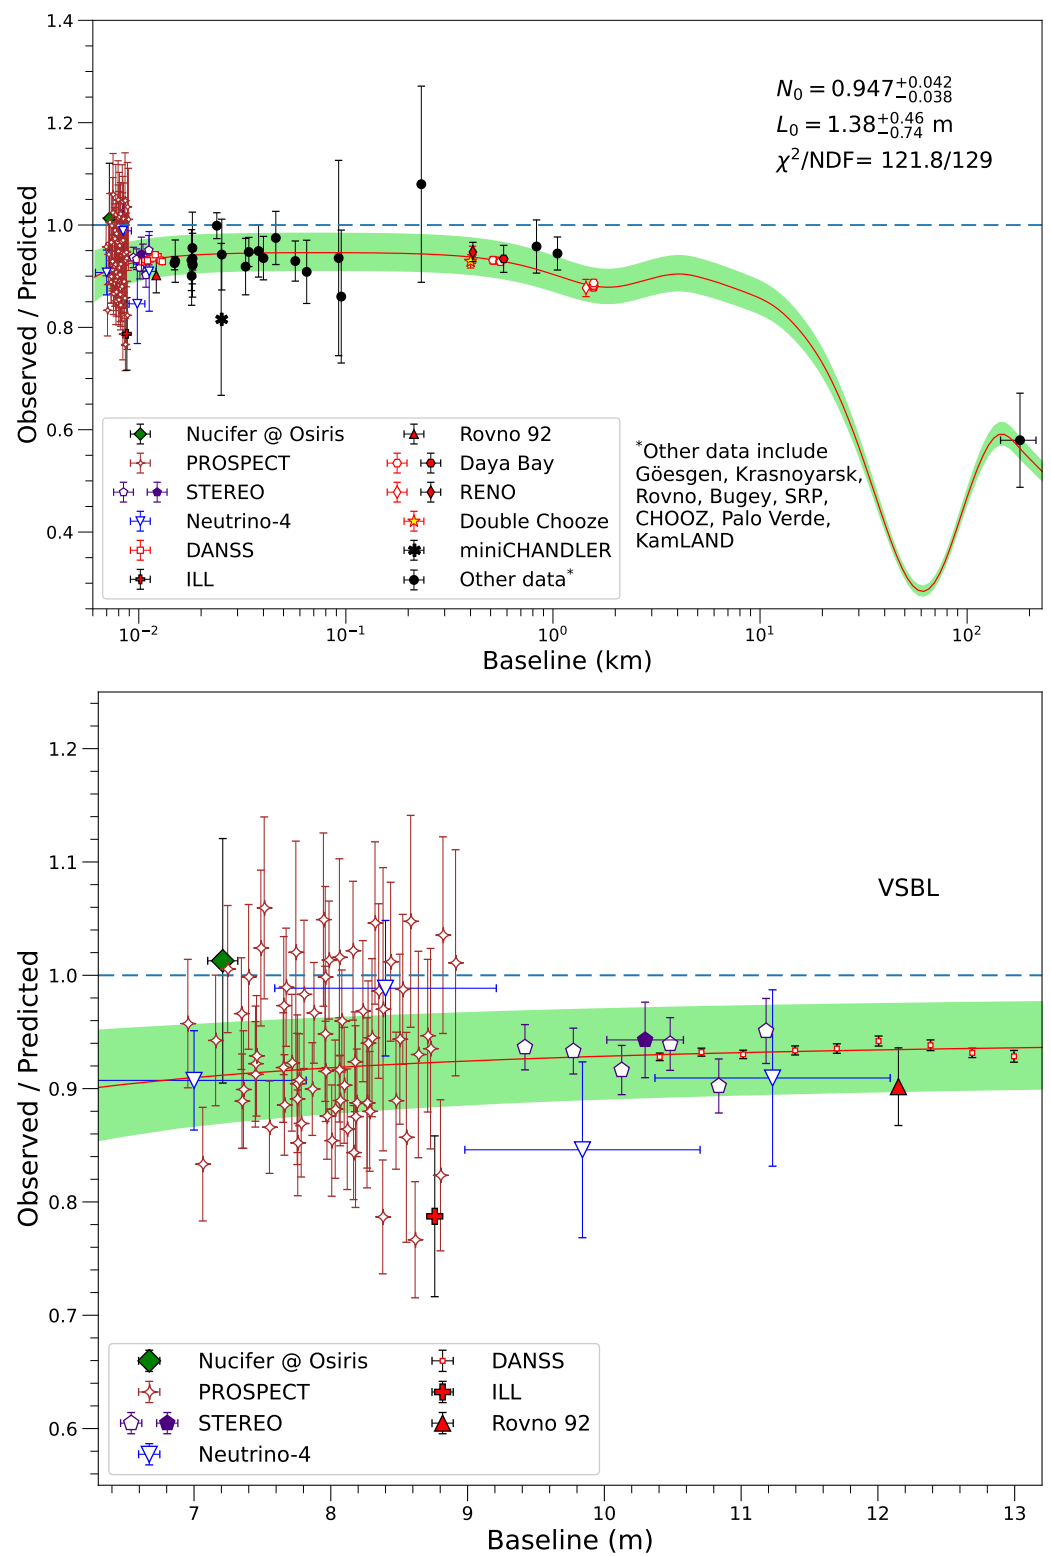 1.4
1.2
1.0
0.8
0.6
0.4
Observed / Predicted
N₀ = 0.947⁺⁰·⁰⁴²₋₀.₀₃₈
L₀ = 1.38⁺⁰·⁴⁶₋₀.₇₄ m
χ²/NDF= 121.8/129
Nucifer @ Osiris
PROSPECT
STEREO
Neutrino-4
DANSS
ILL
Rovno 92
Daya Bay
RENO
Double Chooze
miniCHANDLER
Other data*
*Other data include
Göesgen, Krasnoyarsk,
Rovno, Bugey, SRP,
CHOOZ, Palo Verde,
KamLAND
10⁻² 10⁻¹ 10⁰ 10¹ 10²
Baseline (km)
1.2
1.1
1.0
0.9
0.8
0.7
0.6
Observed / Predicted
VSBL
Nucifer @ Osiris
PROSPECT
STEREO
Neutrino-4
DANSS
ILL
Rovno 92
7 8 9 10 11 12 13
Baseline (m)